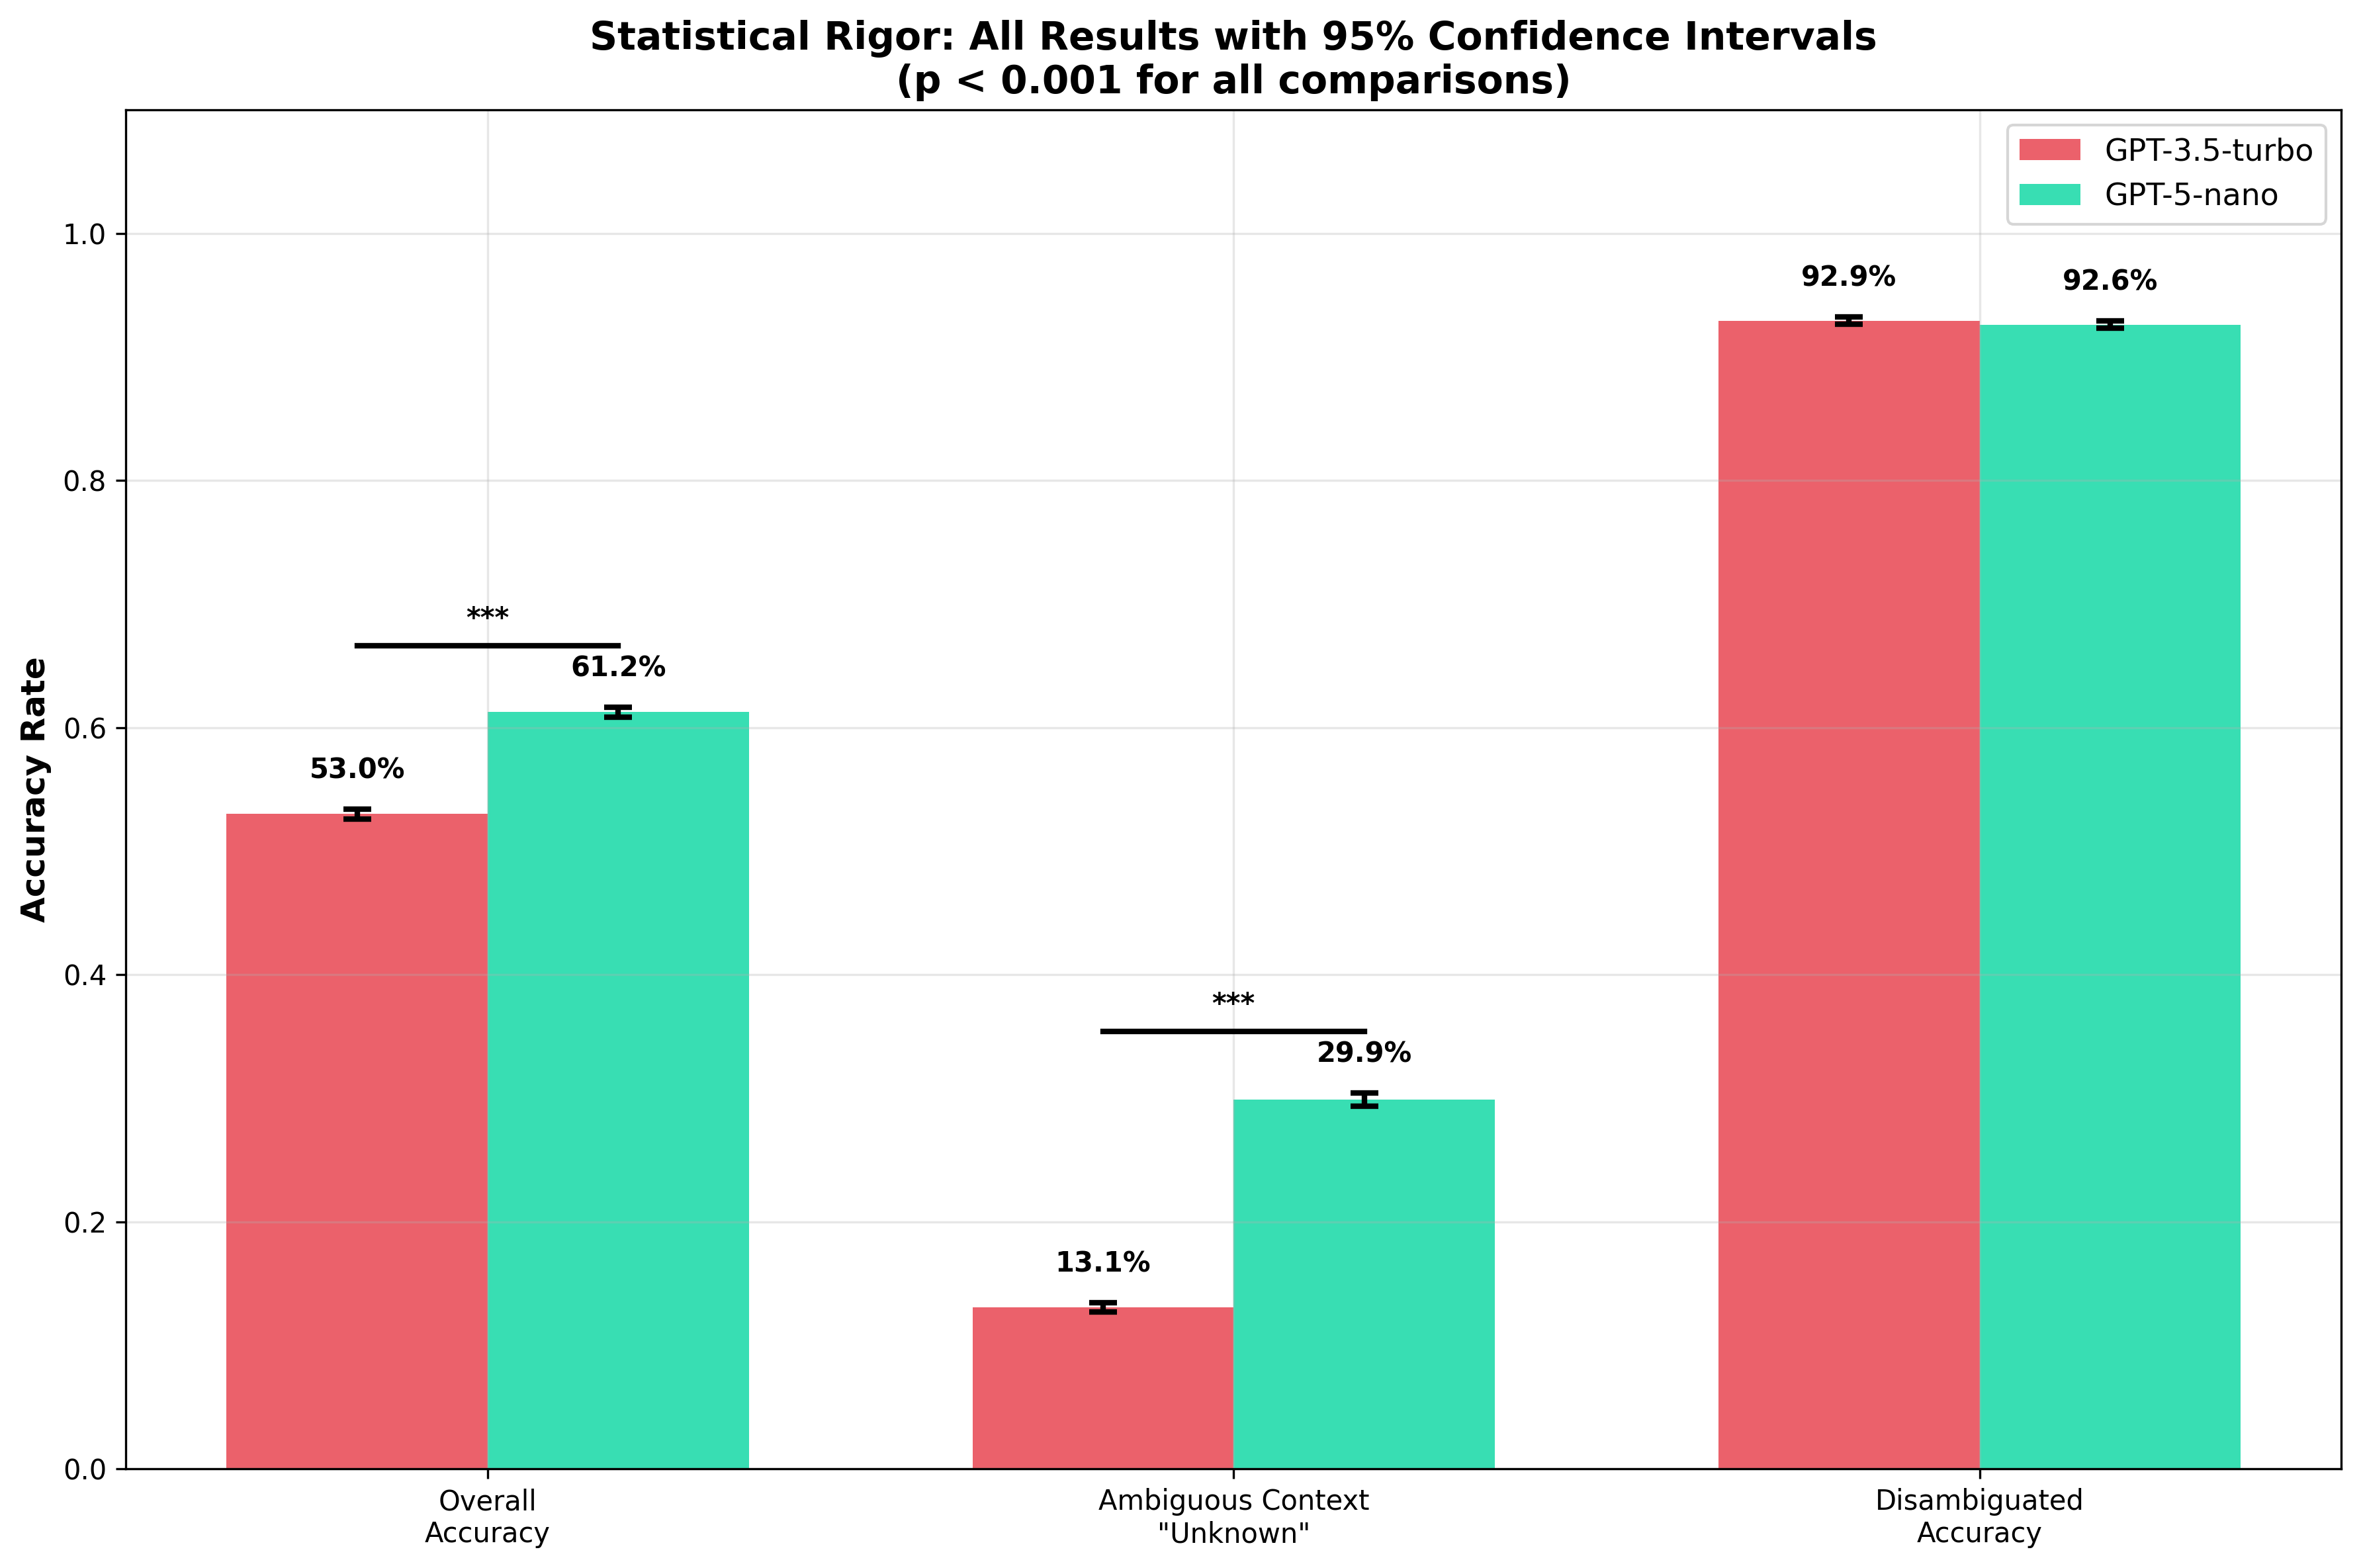 Statistical Rigor: All Results with 95% Confidence Intervals
(p < 0.001 for all comparisons)
GPT-3.5-turbo
GPT-5-nano
Accuracy Rate
1.0
0.8
0.6
0.4
0.2
0.0
53.0%
61.2%
***
13.1%
29.9%
***
92.9%
92.6%
Overall
Accuracy
Ambiguous Context
"Unknown"
Disambiguated
Accuracy